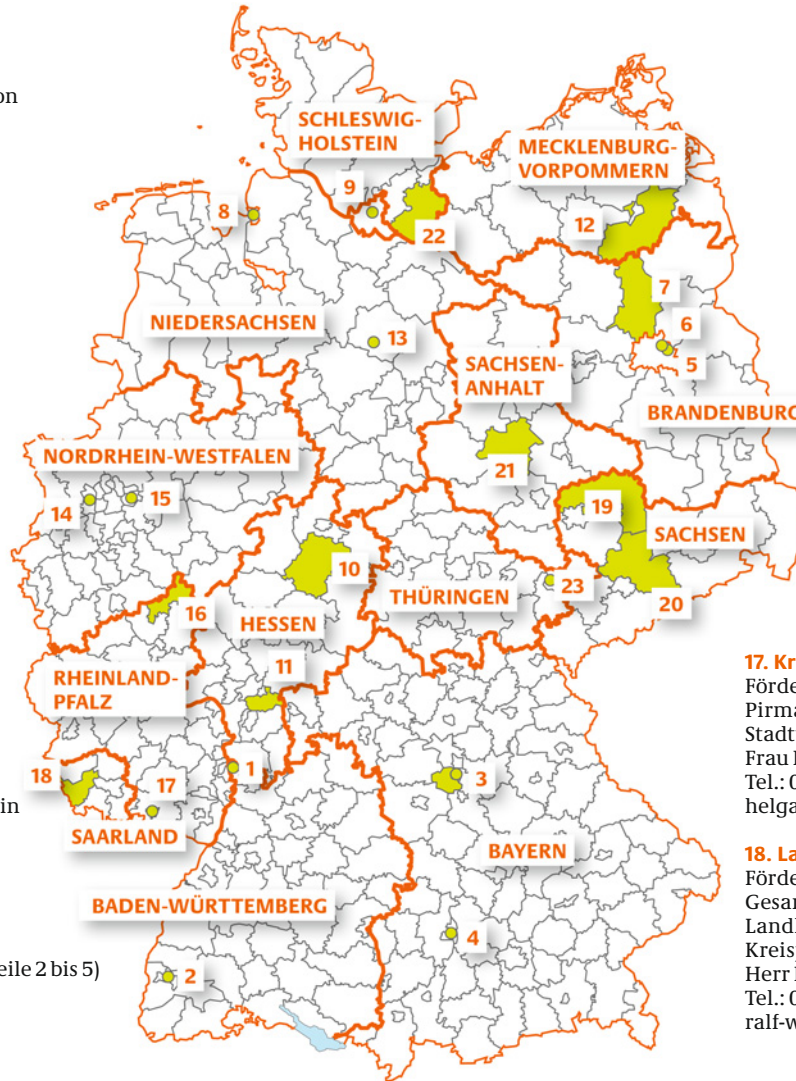 on
SCHLESWIG-
HOLSTEIN
MECKLENBURG-
VORPOMMERN
9
8
12
22
7
6
NIEDERSACHSEN
13
5
SACHSEN-
ANHALT
BRANDENBURG
NORDRHEIN-WESTFALEN
21
14
15
19
SACHSEN
10
THÜRINGEN
23
20
16
HESSEN
11
RHEINLAND-
PFALZ
18
17
1
3
SAARLAND
BAYERN
BADEN-WÜRTTEMBERG
4
2
in
eile 2 bis 5)
17. Kr
Förde
Pirma
Stadt
Frau
Tel.: 0
helga
18. La
Förde
Gesar
Landl
Kreis
Herr
Tel.: 0
ralf-w